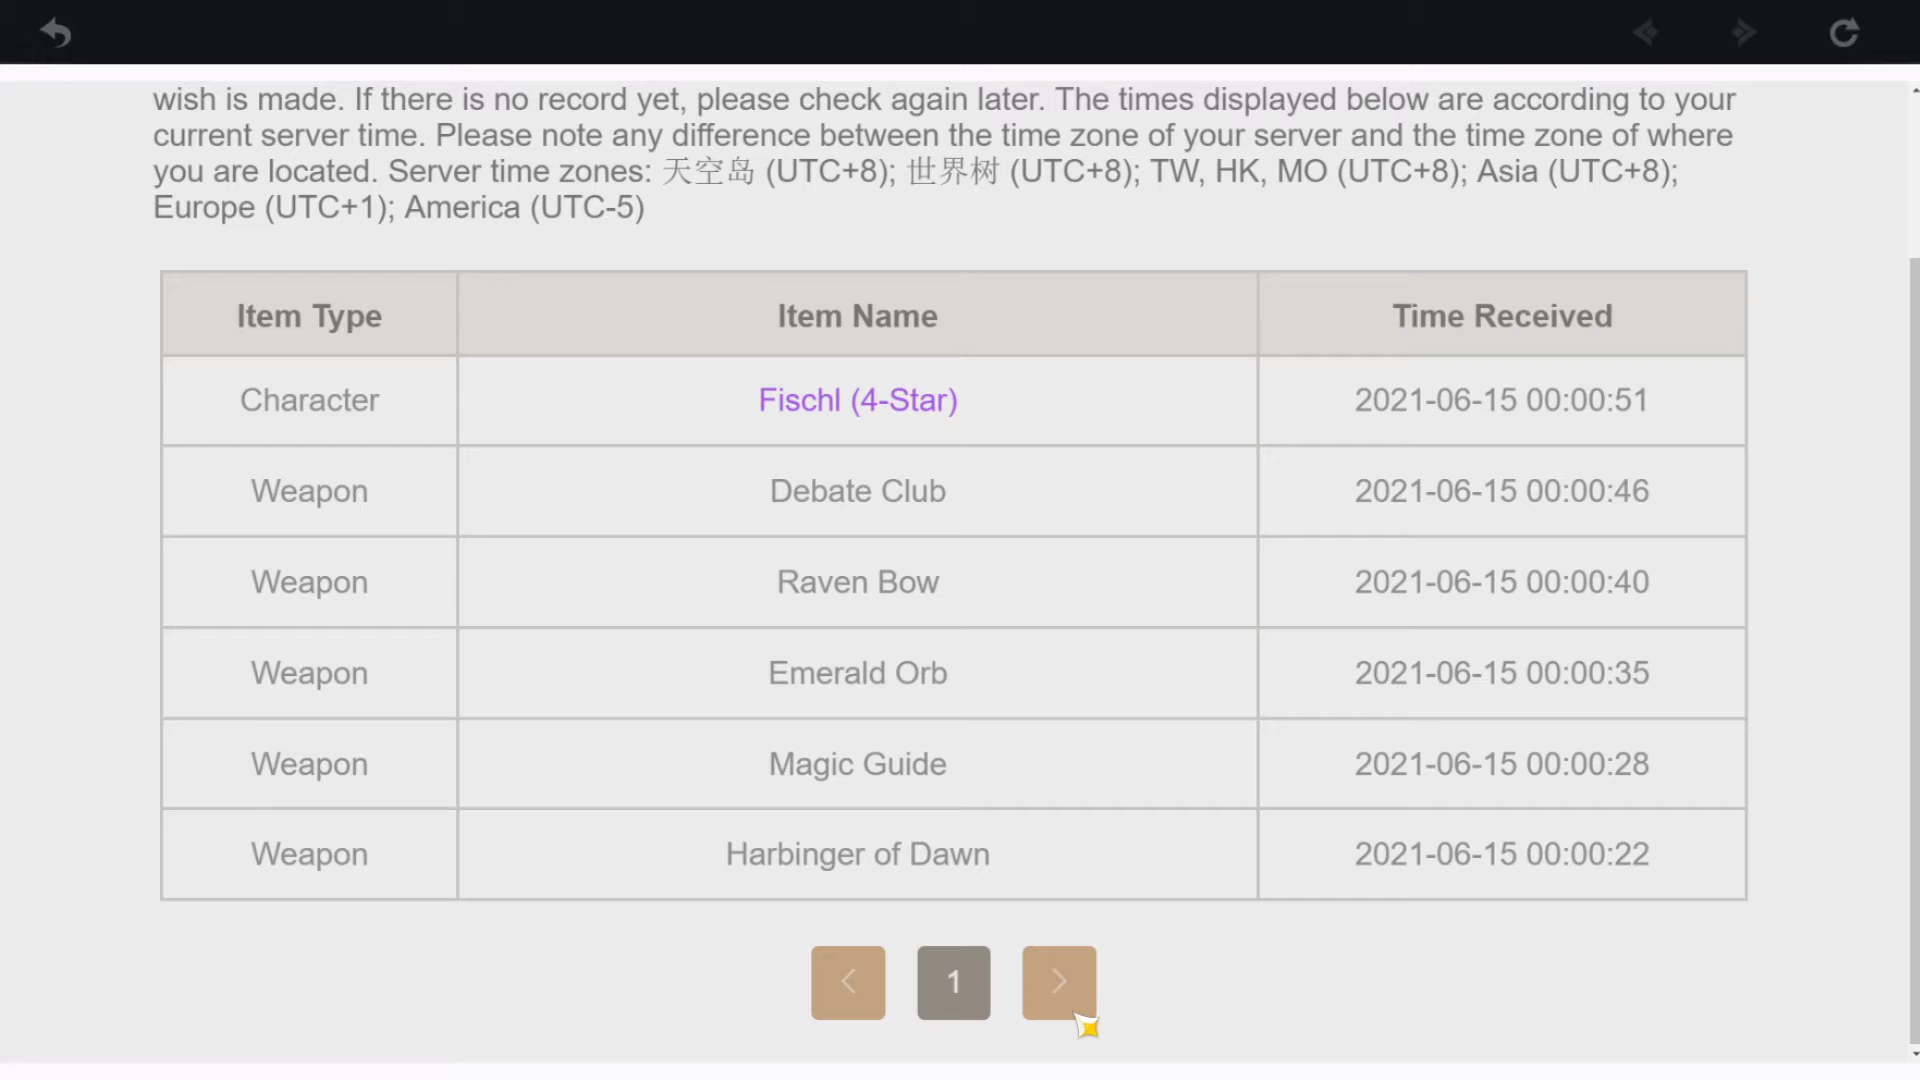 wish is made. If there is no record yet, please check again later. The times displayed below are according to your
current server time. Please note any difference between the time zone of your server and the time zone of where
you are located. Server time zones: 天空岛 (UTC+8); 世界树 (UTC+8); TW, HK, MO (UTC+8); Asia (UTC+8);
Europe (UTC+1); America (UTC-5)
Item Type Item Name Time Received
Character Fischl (4-Star) 2021-06-15 00:00:51
Weapon Debate Club 2021-06-15 00:00:46
Weapon Raven Bow 2021-06-15 00:00:40
Weapon Emerald Orb 2021-06-15 00:00:35
Weapon Magic Guide 2021-06-15 00:00:28
Weapon Harbinger of Dawn 2021-06-15 00:00:22
1